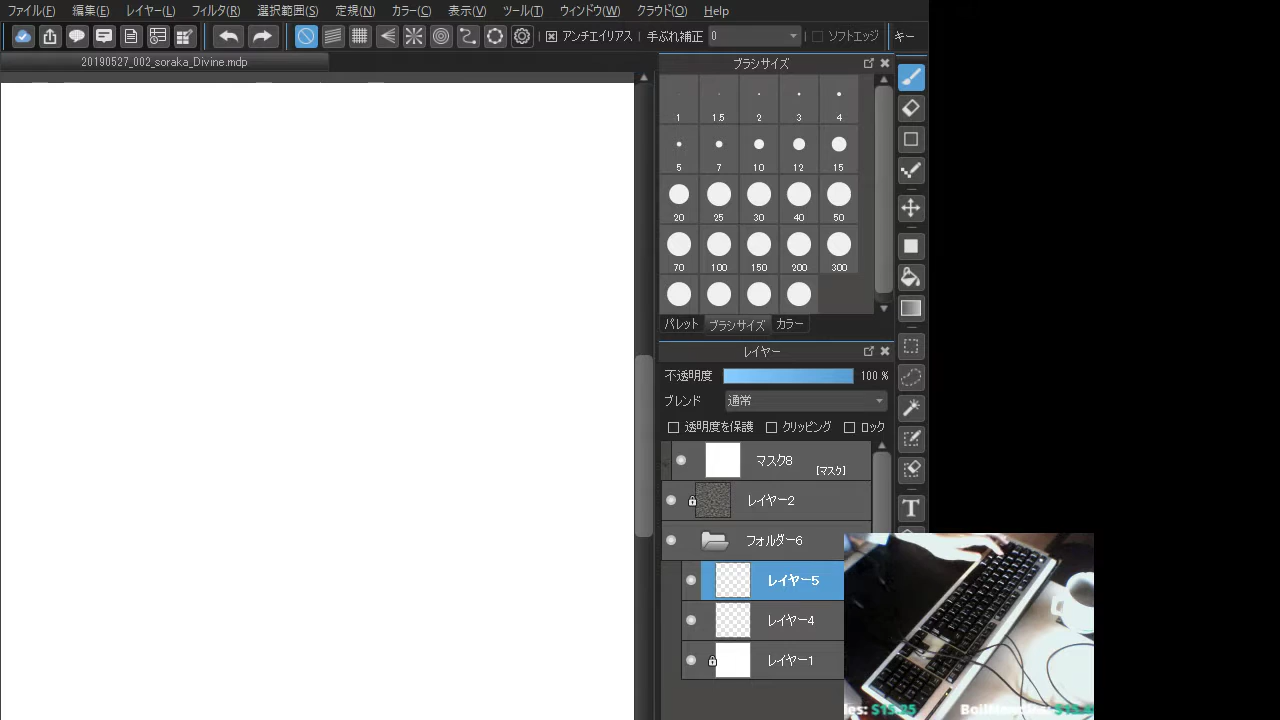 ファイル(F) 編集(E) レイヤー(L) フィルタ(R) 選択範囲(S) 定規(N) カラー(C) 表示(V) ツール(T) ウィンドウ(W) クラウド(O) Help
アンチエイリアス 手ぶれ補正 0 ソフトエッジ キー
20190527_002_soraka_Divine.mdp
ブラシサイズ
1 1.5 2 3 4
5 7 10 12 15
20 25 30 40 50
70 100 150 200 300
パレット ブラシサイズ カラー
レイヤー
不透明度 100 %
ブレンド 通常
透明度を保護 クリッピング ロック
マスク8
[マスク]
レイヤー2
フォルダー6
レイヤー5
レイヤー4
レイヤー1
T
les: $15.25